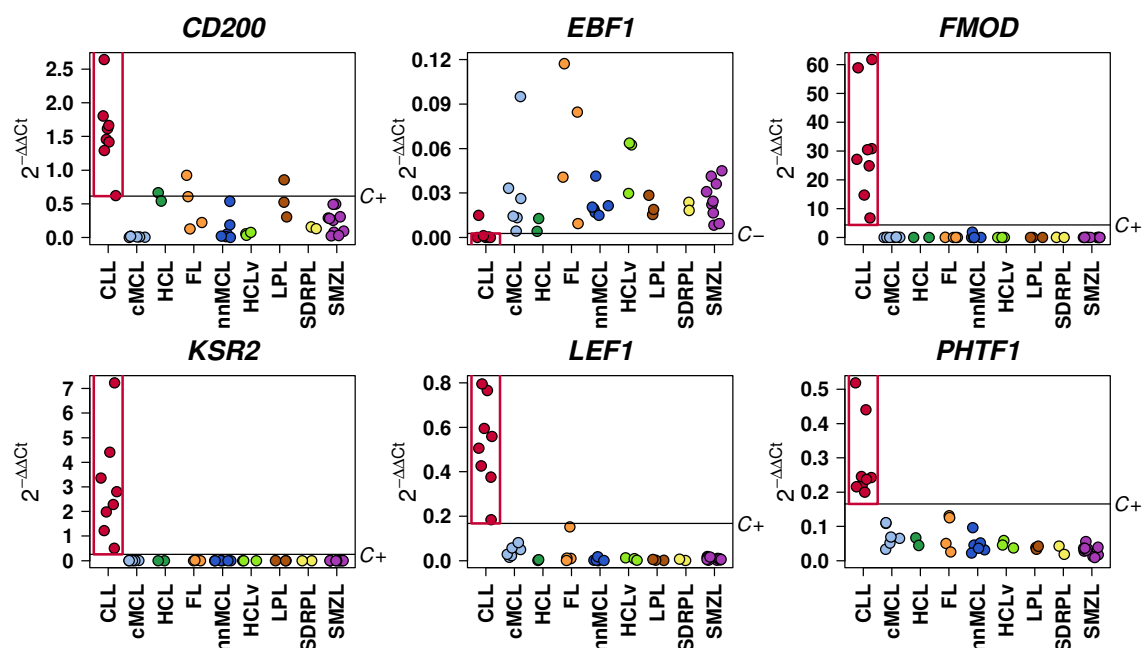 CD200
2.5
2.0
1.5
1.0
0.5
0.0
2^−ΔΔCt
C+
CLL
cMCL
HCL
FL
nnMCL
HCLv
LPL
SDRPL
SMZL
EBF1
0.12
0.09
0.06
0.03
0.00
2^−ΔΔCt
C−
CLL
cMCL
HCL
FL
nnMCL
HCLv
LPL
SDRPL
SMZL
FMOD
60
50
40
30
20
10
0
2^−ΔΔCt
C+
CLL
cMCL
HCL
FL
nnMCL
HCLv
LPL
SDRPL
SMZL
KSR2
7
6
5
4
3
2
1
0
2^−ΔΔCt
C+
CLL
cMCL
HCL
FL
nnMCL
HCLv
LPL
SDRPL
SMZL
LEF1
0.8
0.6
0.4
0.2
0.0
2^−ΔΔCt
C+
CLL
cMCL
HCL
FL
nnMCL
HCLv
LPL
SDRPL
SMZL
PHTF1
0.5
0.4
0.3
0.2
0.1
0.0
2^−ΔΔCt
C+
CLL
cMCL
HCL
FL
nnMCL
HCLv
LPL
SDRPL
SMZL